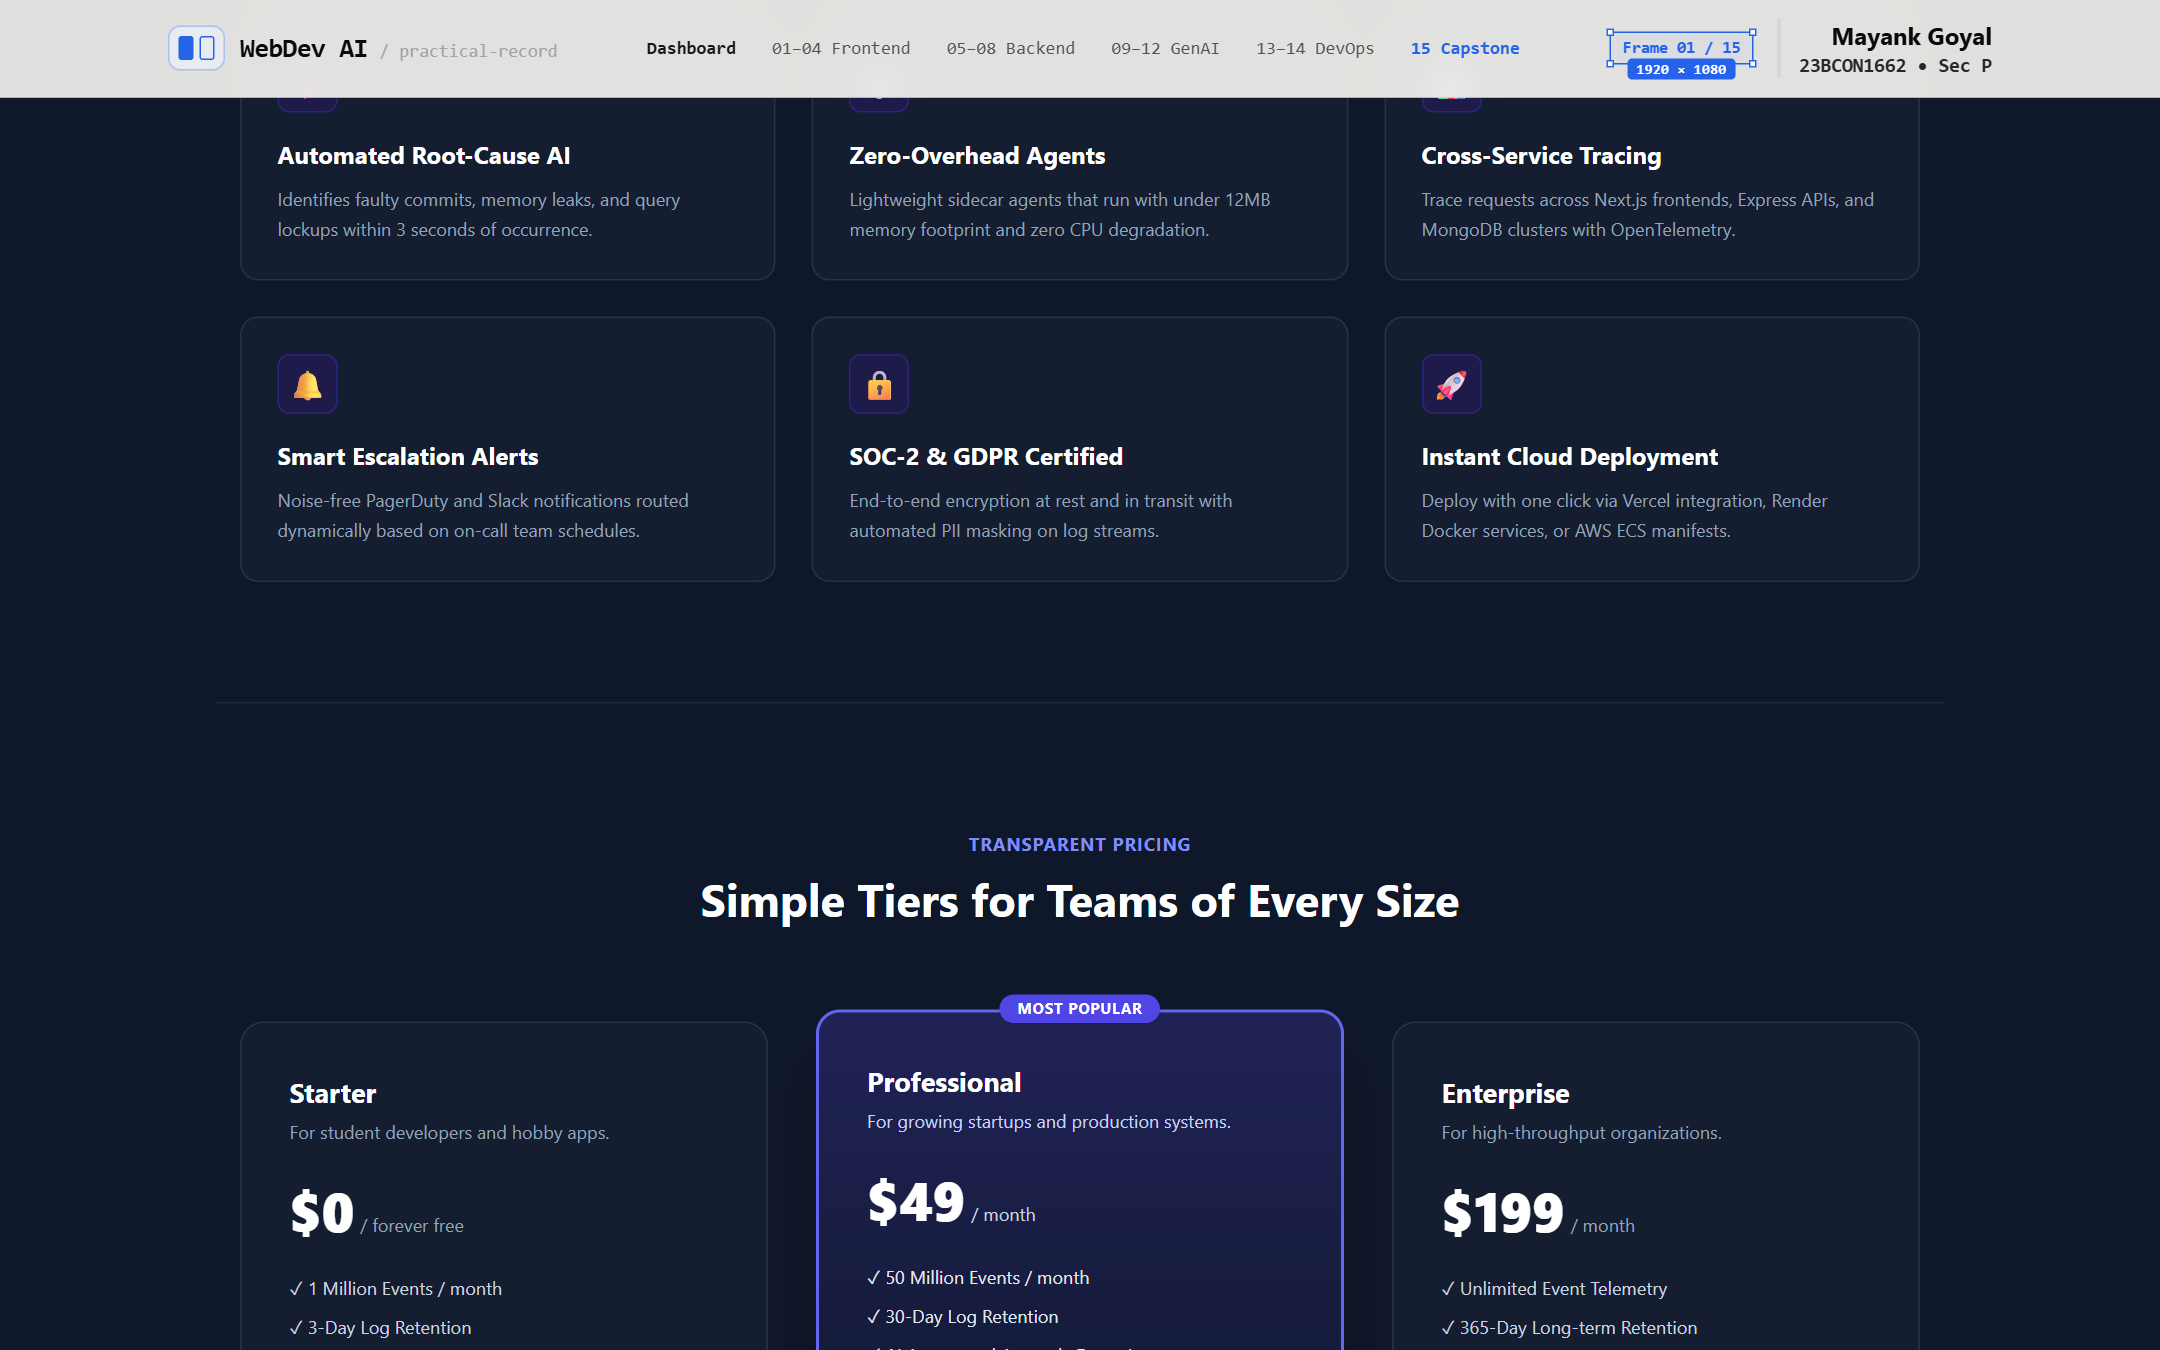 WebDev AI / practical-record
Dashboard
01–04 Frontend
05–08 Backend
09–12 GenAI
13–14 DevOps
15 Capstone
Frame 01 / 15
1920 × 1080
Mayank Goyal
23BCON1662 • Sec P
Automated Root-Cause AI
Identifies faulty commits, memory leaks, and query
lockups within 3 seconds of occurrence.
Zero-Overhead Agents
Lightweight sidecar agents that run with under 12MB
memory footprint and zero CPU degradation.
Cross-Service Tracing
Trace requests across Next.js frontends, Express APIs, and
MongoDB clusters with OpenTelemetry.
Smart Escalation Alerts
Noise-free PagerDuty and Slack notifications routed
dynamically based on on-call team schedules.
SOC-2 & GDPR Certified
End-to-end encryption at rest and in transit with
automated PII masking on log streams.
Instant Cloud Deployment
Deploy with one click via Vercel integration, Render
Docker services, or AWS ECS manifests.
TRANSPARENT PRICING
Simple Tiers for Teams of Every Size
Starter
For student developers and hobby apps.
$0 / forever free
✓ 1 Million Events / month
✓ 3-Day Log Retention
MOST POPULAR
Professional
For growing startups and production systems.
$49 / month
✓ 50 Million Events / month
✓ 30-Day Log Retention
Enterprise
For high-throughput organizations.
$199 / month
✓ Unlimited Event Telemetry
✓ 365-Day Long-term Retention